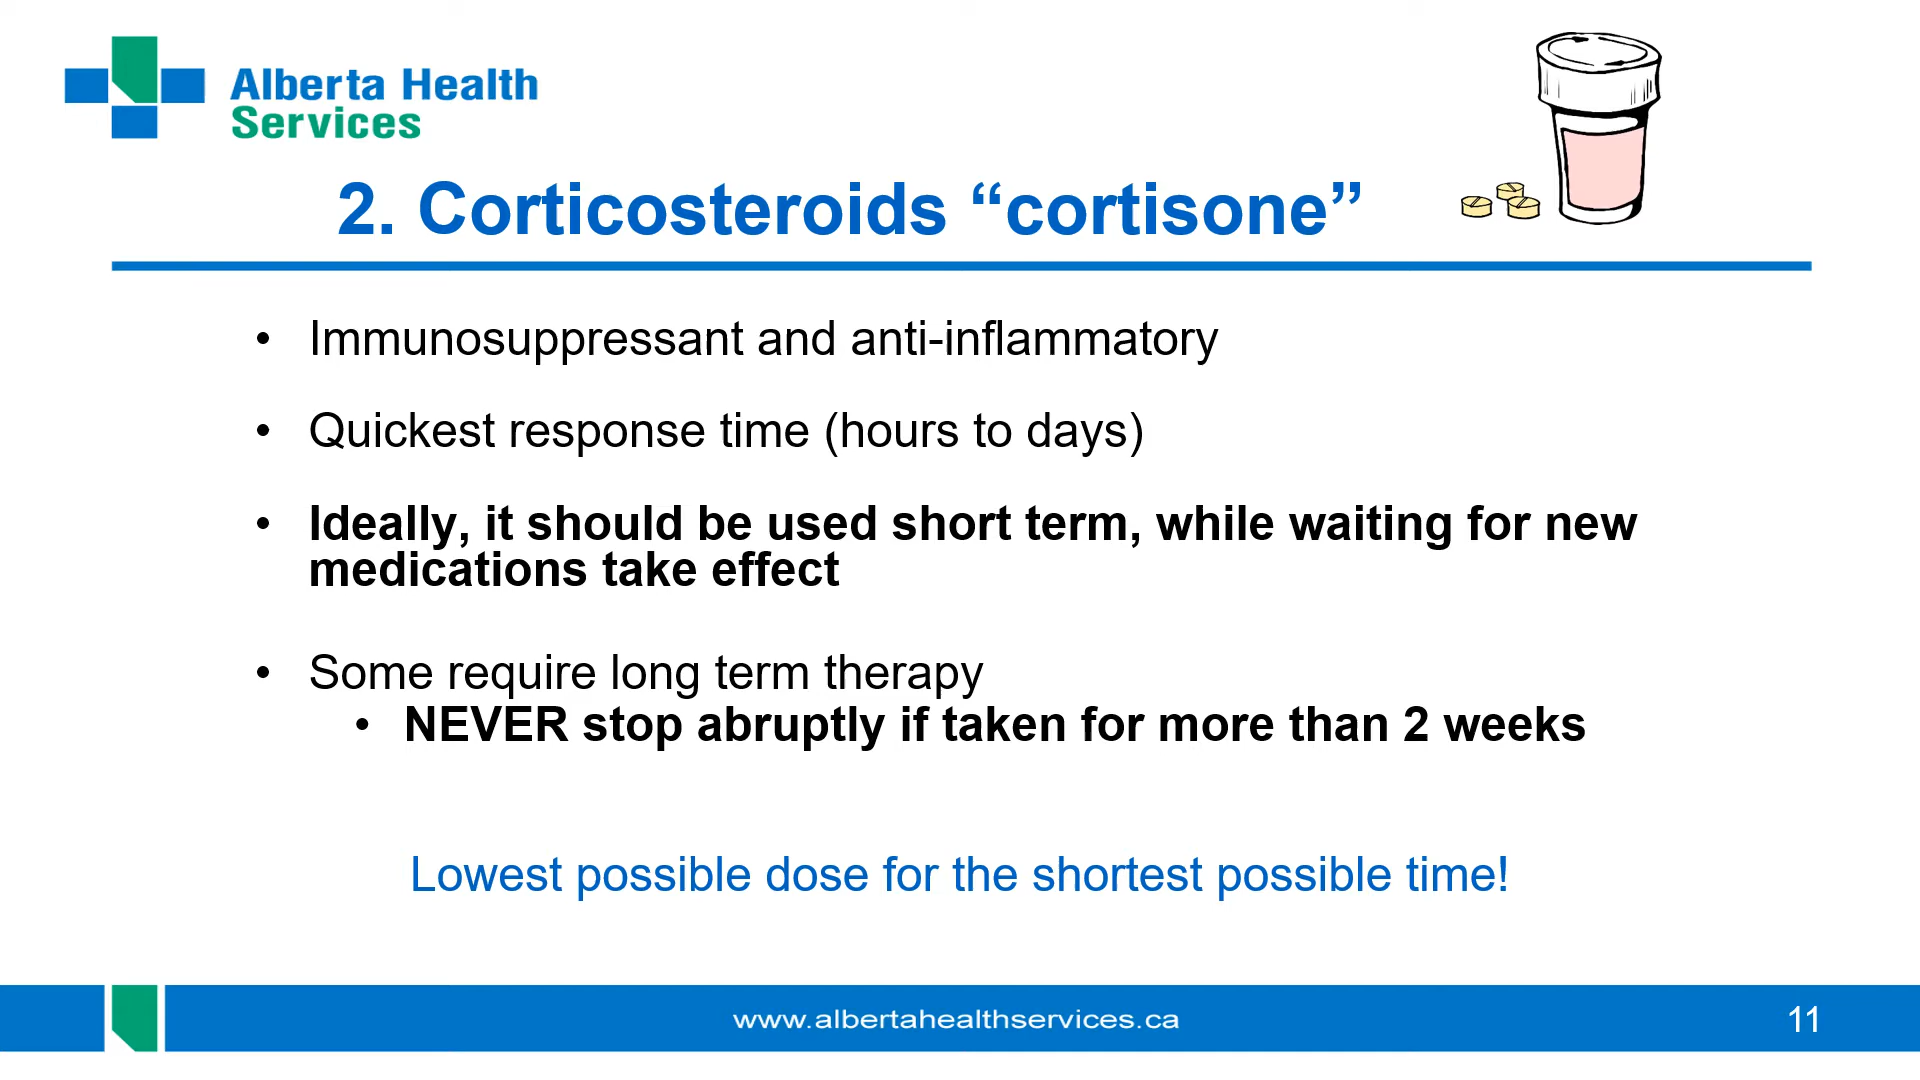 Alberta Health
Services
2. Corticosteroids “cortisone”
• Immunosuppressant and anti-inflammatory
• Quickest response time (hours to days)
• Ideally, it should be used short term, while waiting for new
medications take effect
• Some require long term therapy
• NEVER stop abruptly if taken for more than 2 weeks
Lowest possible dose for the shortest possible time!
www.albertahealthservices.ca
11